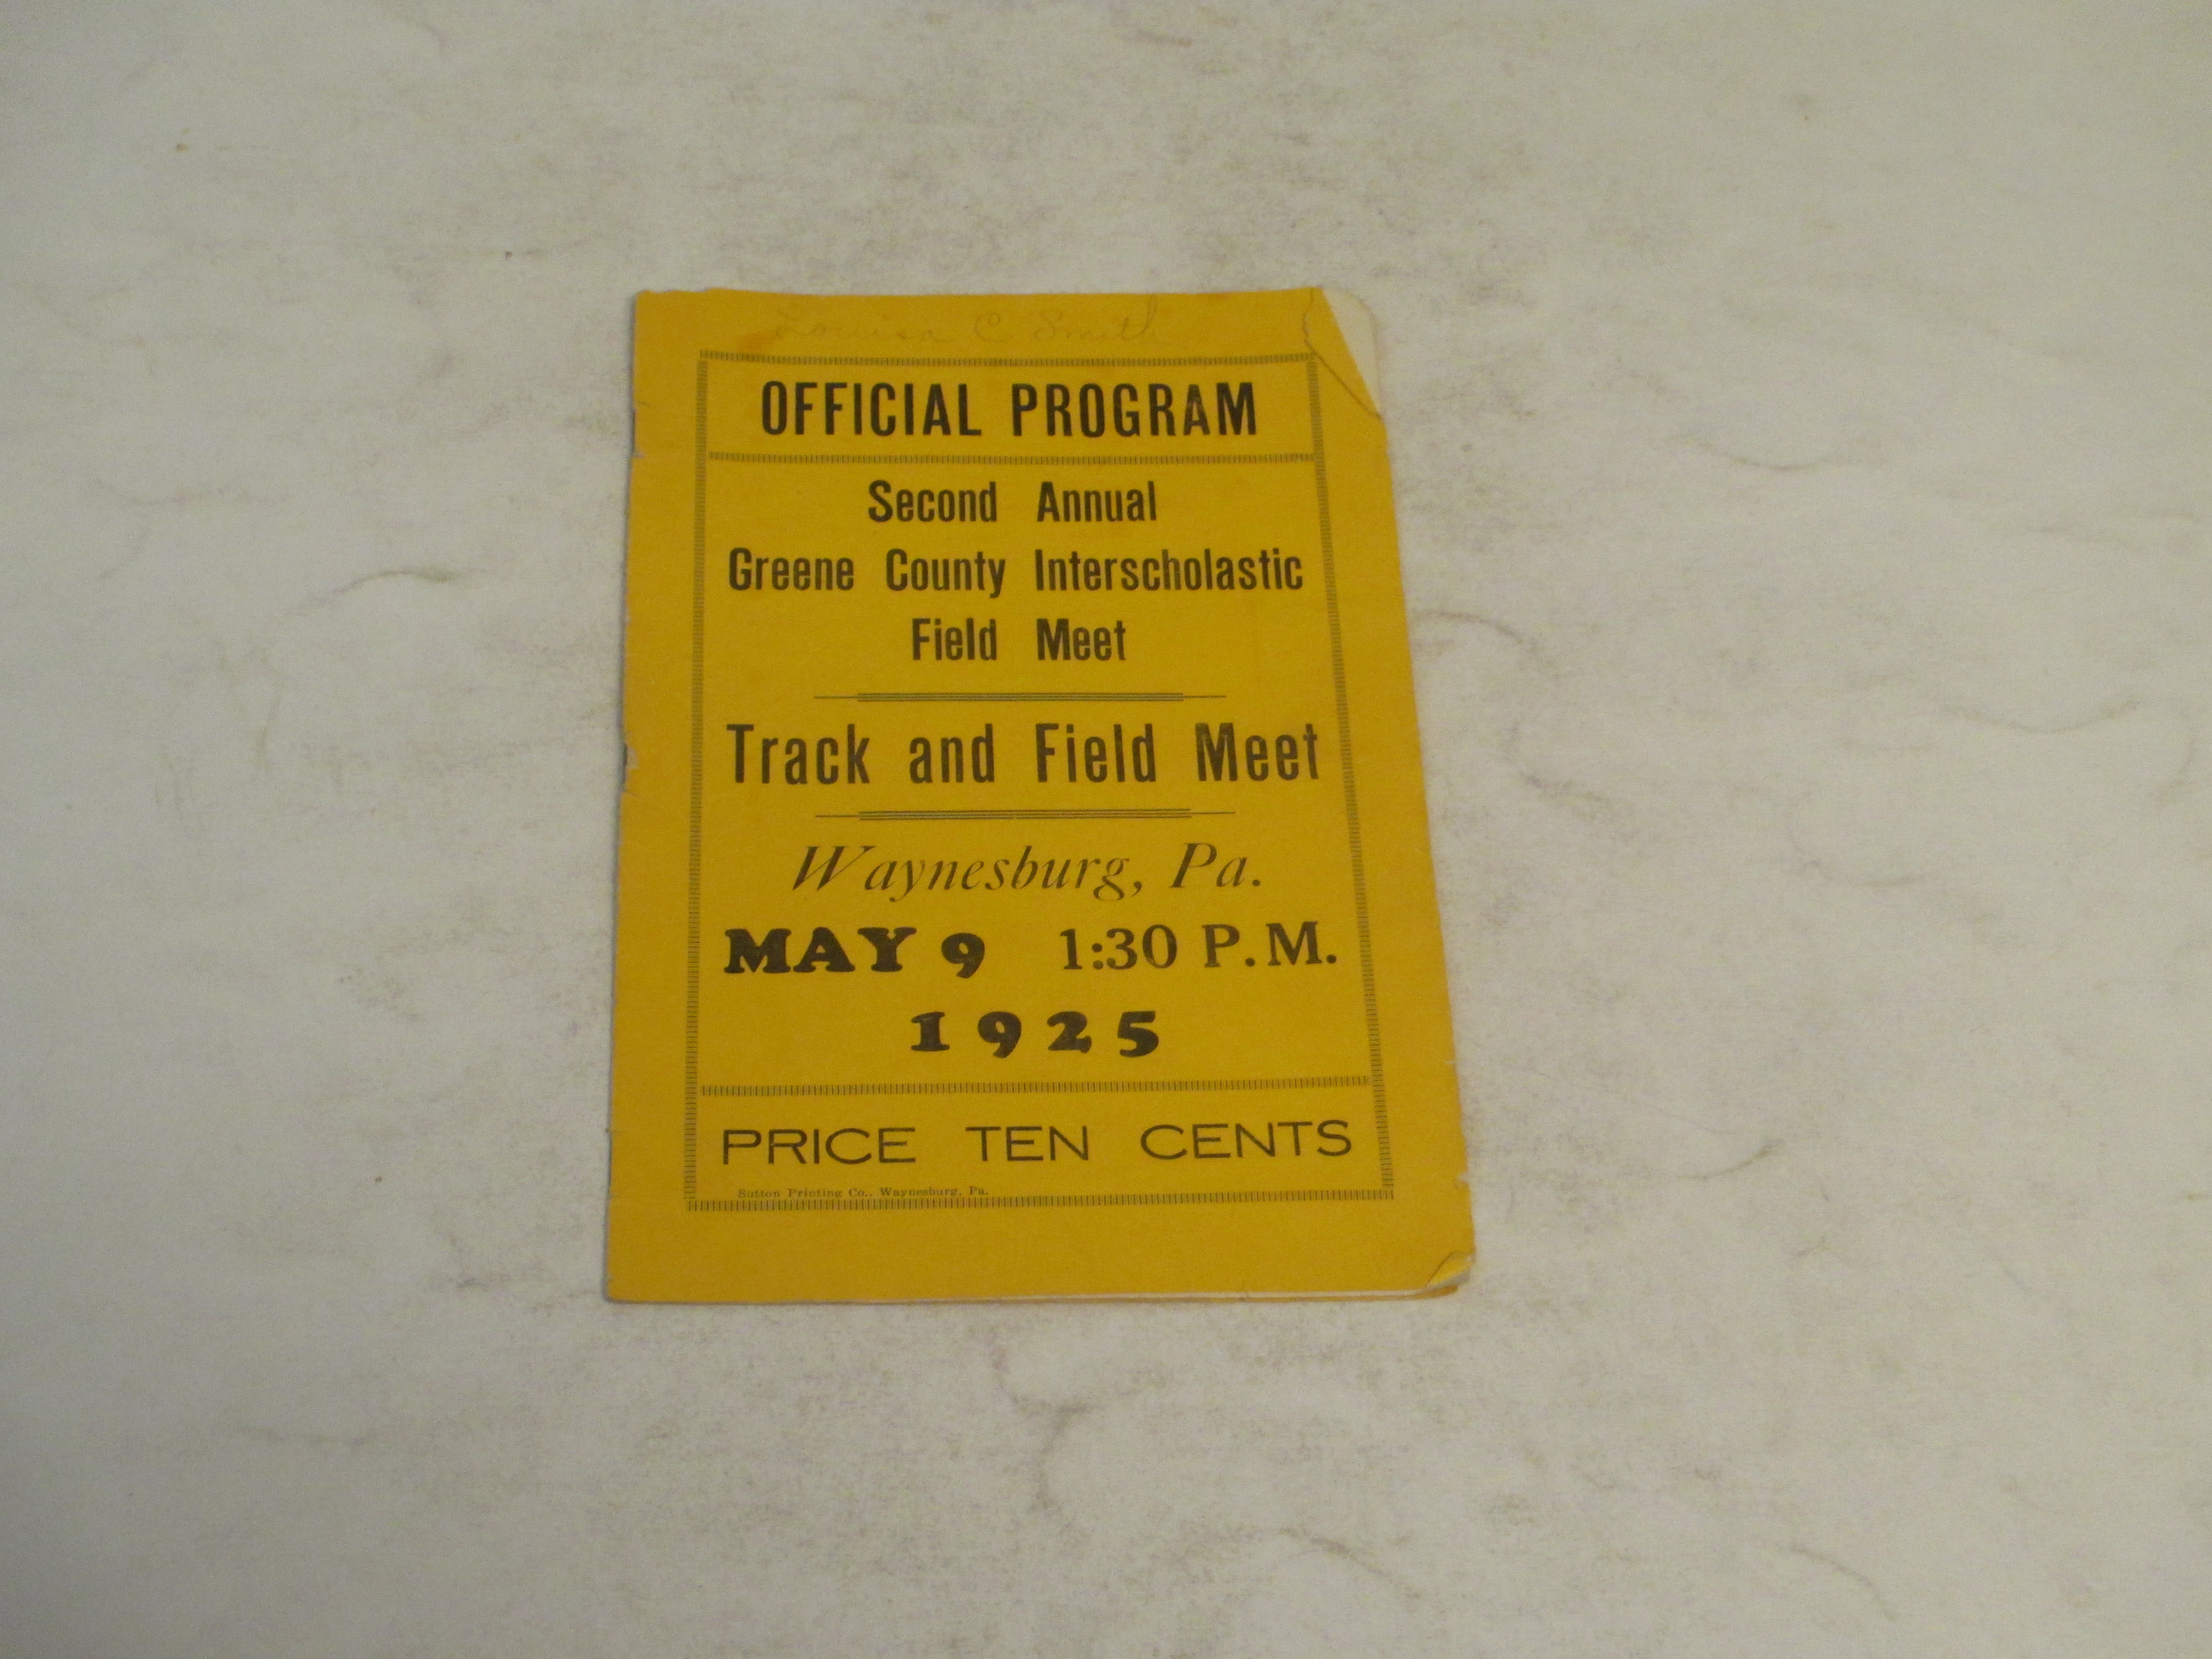 Louisa C Smith
OFFICIAL PROGRAM
Second Annual
Greene County Interscholastic
Field Meet
Track and Field Meet
Waynesburg, Pa.
MAY 9 1:30 P.M.
1925
PRICE TEN CENTS
Sutton Printing Co., Waynesburg, Pa.